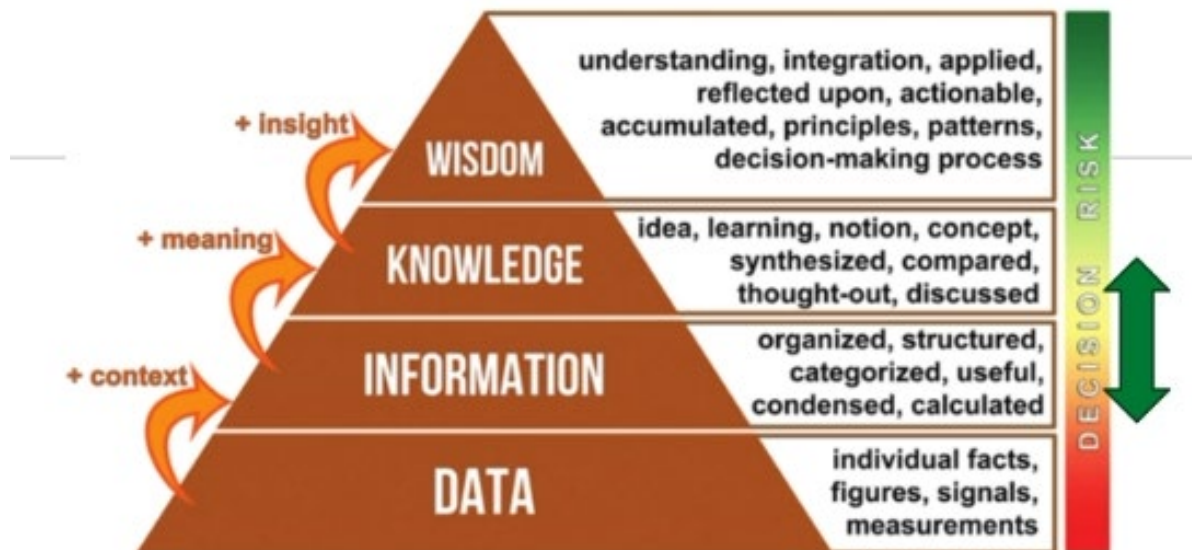 understanding, integration, applied,
reflected upon, actionable,
accumulated, principles, patterns,
decision-making process
+ insight
WISDOM
idea, learning, notion, concept,
synthesized, compared,
thought-out, discussed
+ meaning
KNOWLEDGE
organized, structured,
categorized, useful,
condensed, calculated
+ context
INFORMATION
individual facts,
figures, signals,
measurements
DATA
DECISION RISK